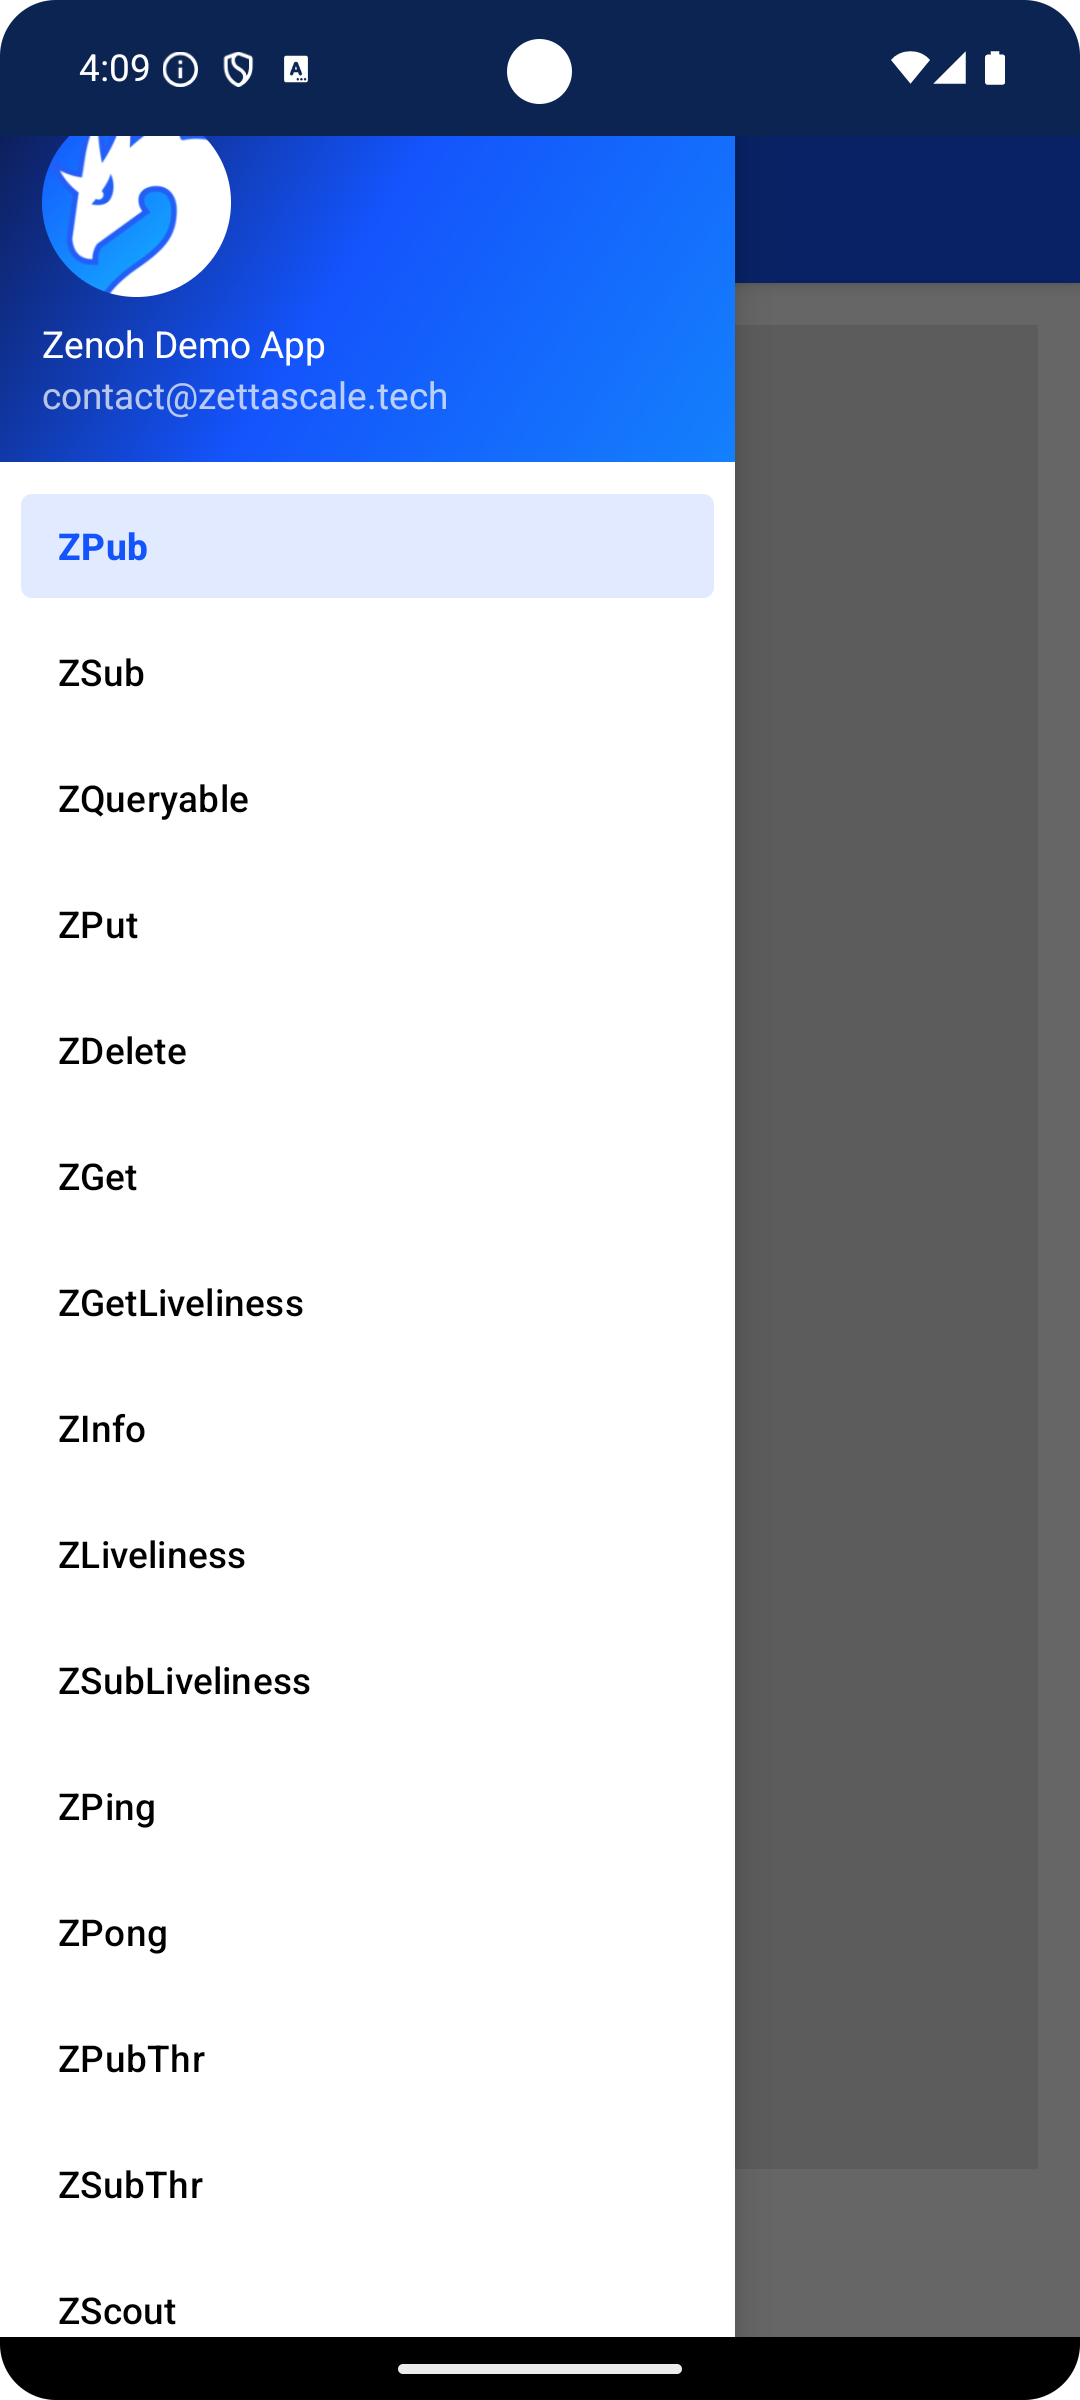 4:09
Zenoh Demo App
contact@zettascale.tech
ZPub
ZSub
ZQueryable
ZPut
ZDelete
ZGet
ZGetLiveliness
ZInfo
ZLiveliness
ZSubLiveliness
ZPing
ZPong
ZPubThr
ZSubThr
ZScout